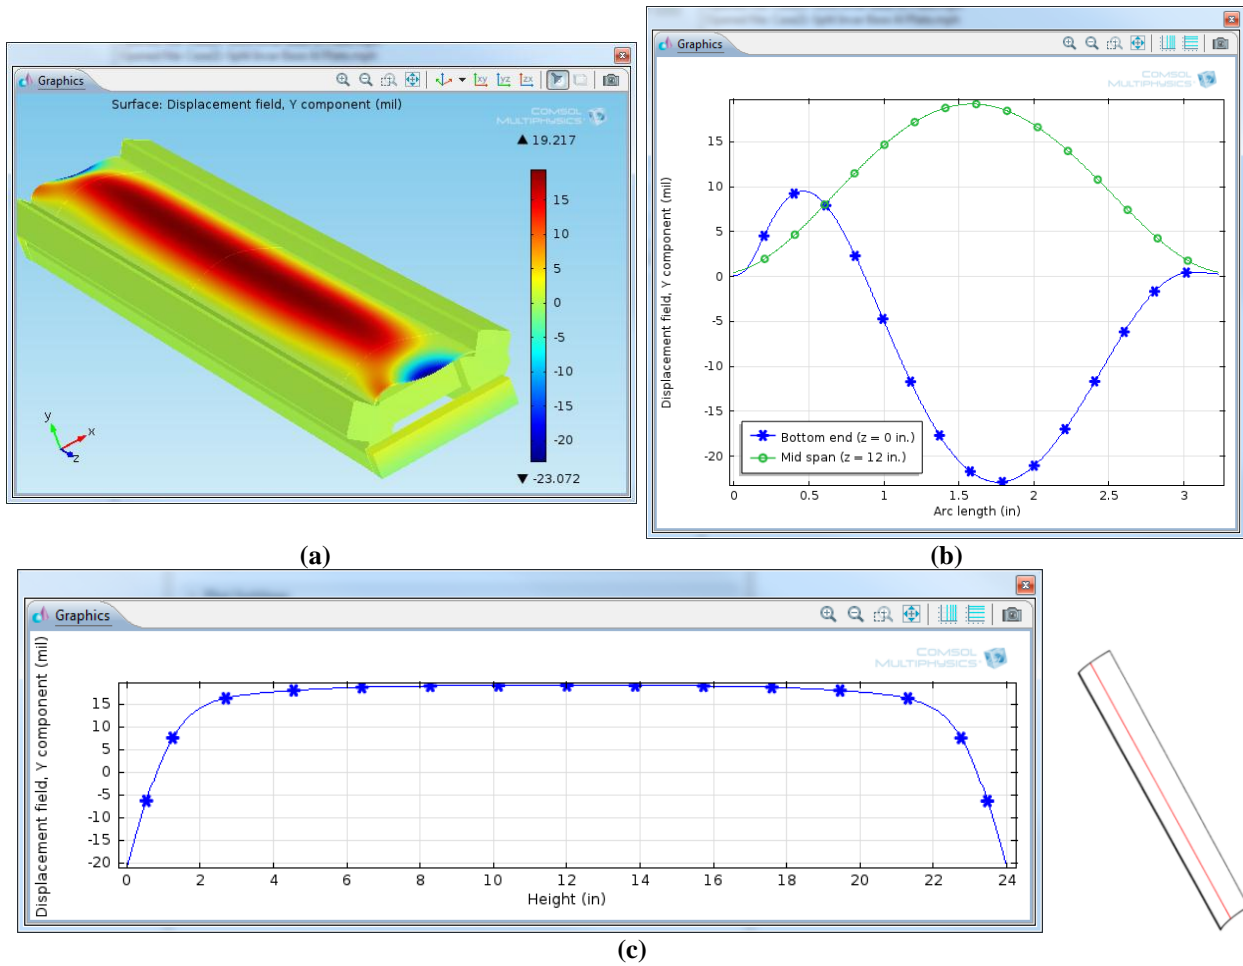 Graphics
Surface: Displacement field, Y component (mil)
COMSOL
MULTIPHYSICS
▲ 19.217
15
10
5
0
-5
-10
-15
-20
▼ -23.072
y
x
z
(a)
Graphics
COMSOL
MULTIPHYSICS
Displacement field, Y component (mil)
15
10
5
0
-5
-10
-15
-20
Bottom end (z = 0 in.)
Mid span (z = 12 in.)
0 0.5 1 1.5 2 2.5 3
Arc length (in)
(b)
Graphics
COMSOL
MULTIPHYSICS
Displacement field, Y component (mil)
15
10
5
0
-5
-10
-15
-20
0 2 4 6 8 10 12 14 16 18 20 22 24
Height (in)
(c)